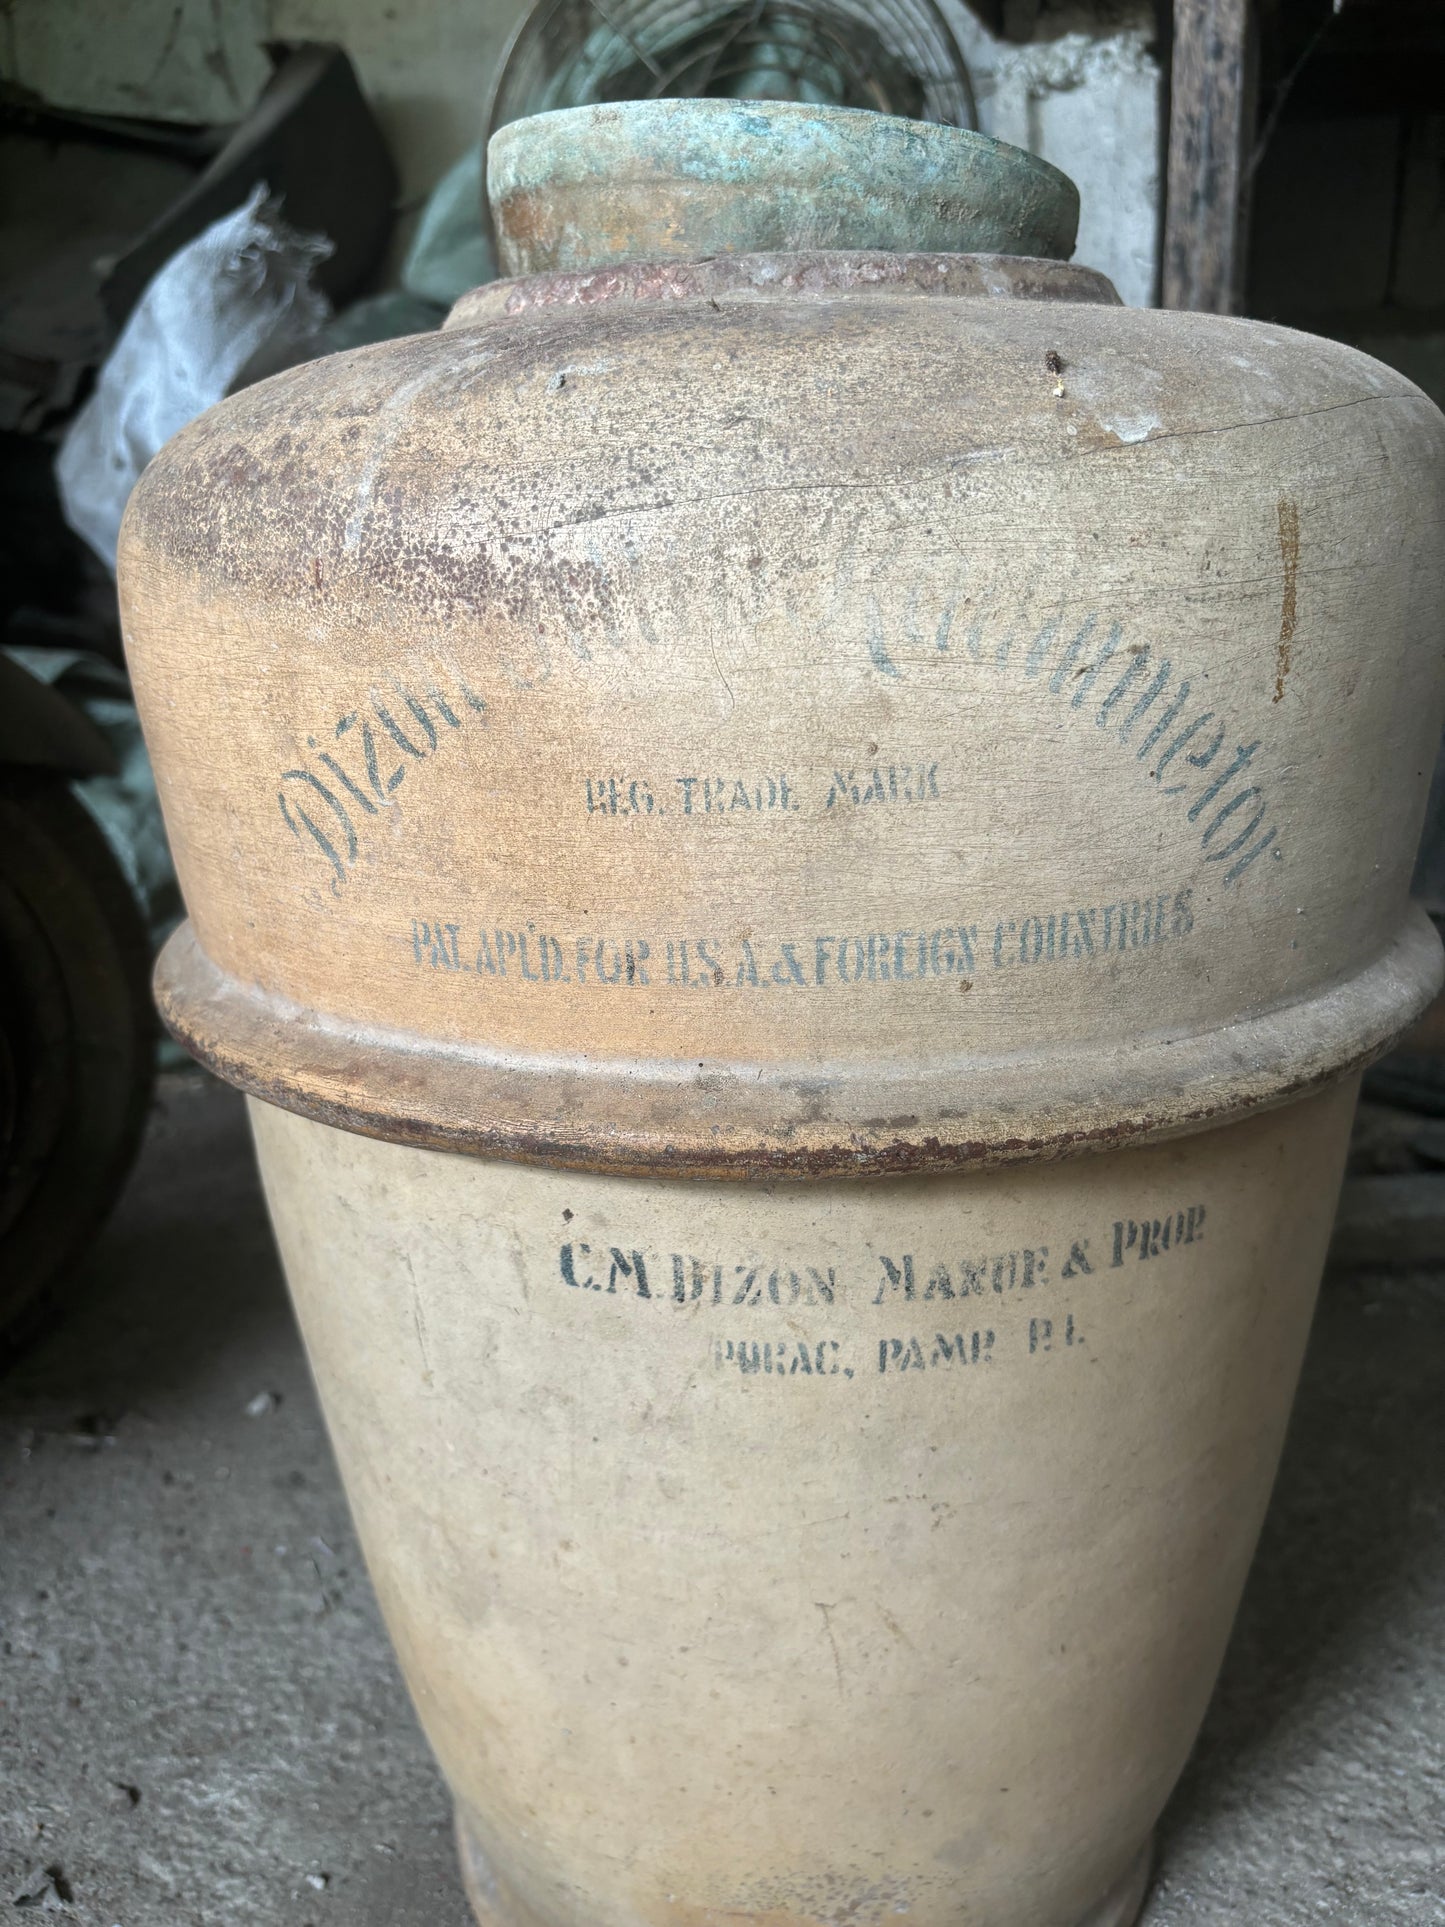 Dizon
REG. TRADE MARK
PAT. APL'D. FOR U.S.A. & FOREIGN COUNTRIES
C.M. DIZON MANUF & PROP.
PORAC, PAMP. P.I.